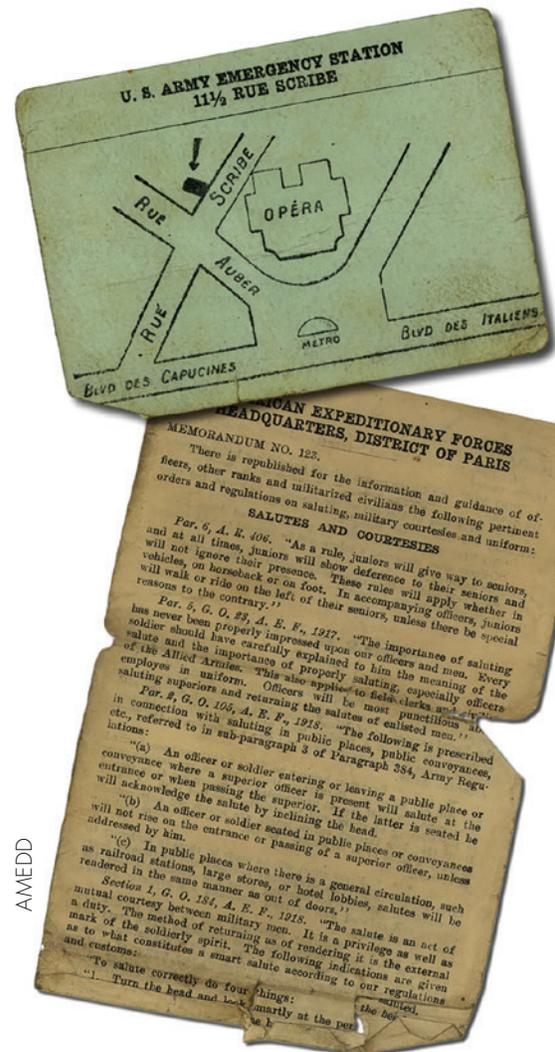 U. S. ARMY EMERGENCY STATION
11½ RUE SCRIBE
RUE SCRIBE
OPÉRA
RUE AUBER
METRO
BLVD DES CAPUCINES
BLVD DES ITALIENS
RICAN EXPEDITIONARY FORCES
HEADQUARTERS, DISTRICT OF PARIS
MEMORANDUM NO. 123.
There is republished for the information and guidance of of-
ficers, other ranks and militarized civilians the following pertinent
orders and regulations on saluting, military courtesies and uniform:
SALUTES AND COURTESIES
Par. 6, A. R. 406. "As a rule, juniors will give way to seniors,
and at all times, juniors will show deference to their seniors and
will not ignore their presence. These rules will apply whether in
vehicles, on horseback or on foot. In accompanying officers, juniors
will walk or ride on the left of their seniors, unless there be special
reasons to the contrary."
Par. 5, G. O. 23, A. E. F., 1917. "The importance of saluting
has never been properly impressed upon our officers and men. Every
soldier should have carefully explained to him the meaning of the
salute and the importance of properly saluting, especially officers
of the Allied Armies. This also applies to field clerks and
employes in uniform. Officers will be most punctilious
saluting superiors and returning the salutes of enlisted men."
Par. 2, G. O. 105, A. E. F., 1918. "The following is prescribed
in connection with saluting in public places, public conveyances,
etc., referred to in sub-paragraph 3 of Paragraph 384, Army Regu-
lations:
"(a) An officer or soldier entering or leaving a public place or
conveyance where a superior officer is present will salute at the
entrance or when passing the superior. If the latter is seated he
will acknowledge the salute by inclining the head.
"(b) An officer or soldier seated in public places or conveyances
will not rise on the entrance or passing of a superior officer, unless
addressed by him.
"(c) In public places where there is a general circulation, such
as railroad stations, large stores, or hotel lobbies, salutes will be
rendered in the same manner as out of doors."
Section 1, G. O. 184, A. E. F., 1918. "The salute is an act of
mutual courtesy between military men. It is a privilege as well as
a duty. The method of returning as of rendering it is the external
mark of the soldierly spirit. The following indications are given
as to what constitutes a smart salute according to our regulations
and customs:
"To salute correctly do four things:
"1. Turn the head and look smartly at the per saluted.
the
AMEDD